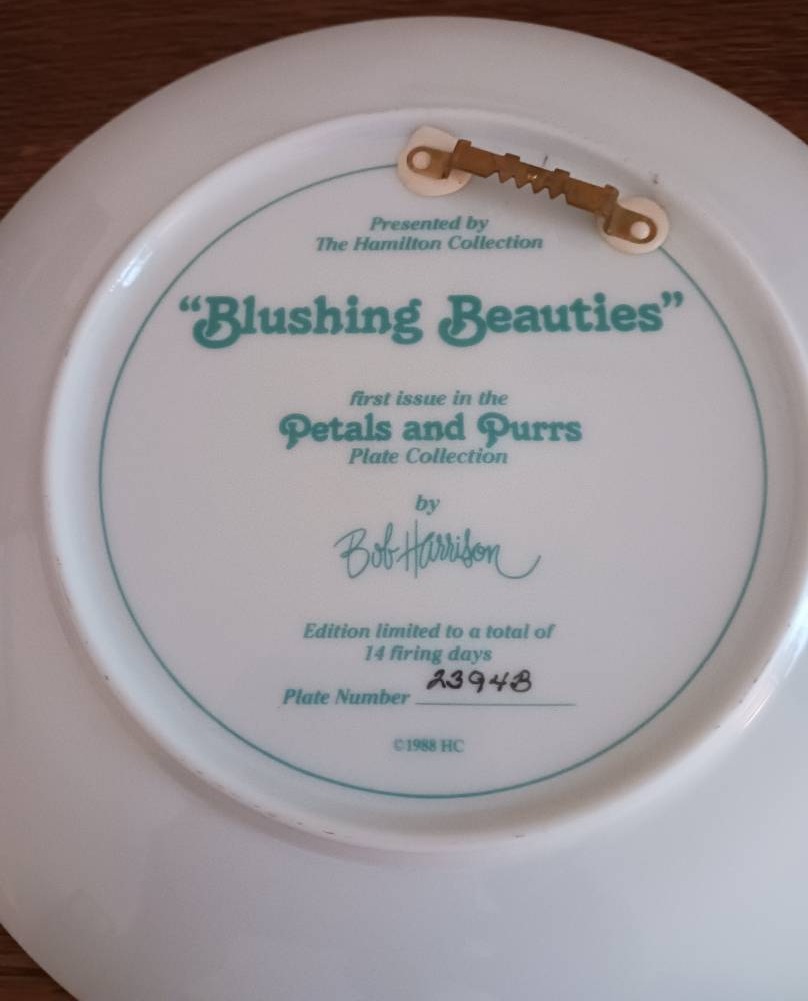 Presented by
The Hamilton Collection
“Blushing Beauties”
first issue in the
Petals and Purrs
Plate Collection
by
Bob Harrison
Edition limited to a total of
14 firing days
Plate Number 2394B
©1988 HC